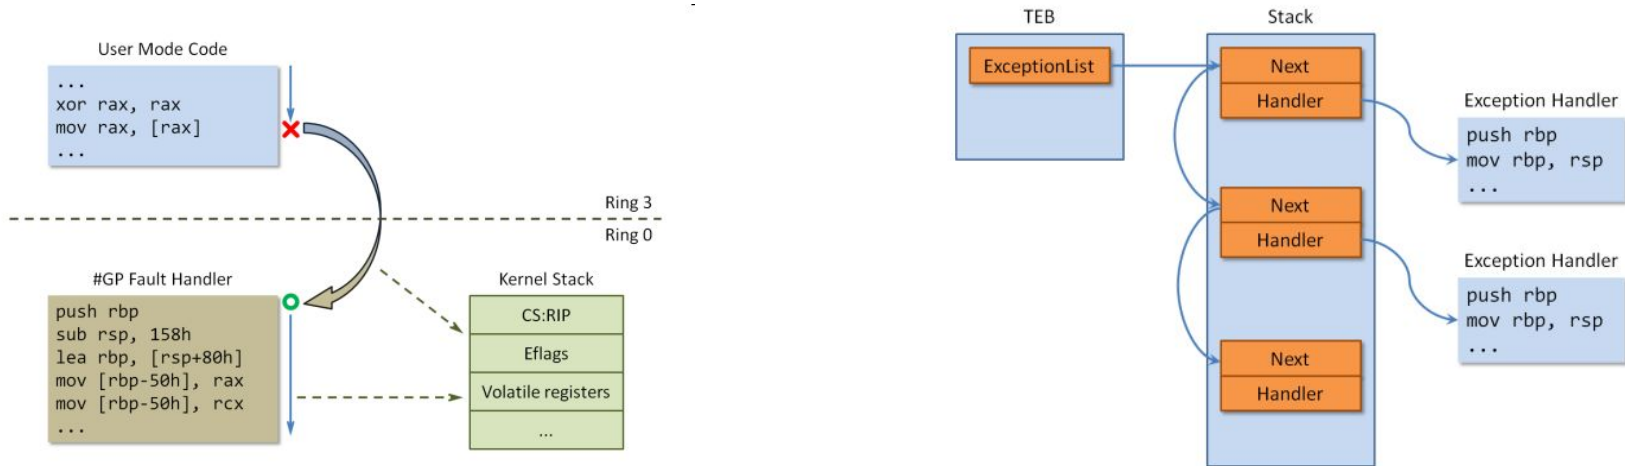 User Mode Code
...
xor rax, rax
mov rax, [rax]
...
Ring 3
Ring 0
#GP Fault Handler
push rbp
sub rsp, 158h
lea rbp, [rsp+80h]
mov [rbp-50h], rax
mov [rbp-50h], rcx
...
Kernel Stack
CS:RIP
Eflags
Volatile registers
...
TEB
ExceptionList
Stack
Next
Handler
Exception Handler
push rbp
mov rbp, rsp
...
Next
Handler
Exception Handler
push rbp
mov rbp, rsp
...
Next
Handler